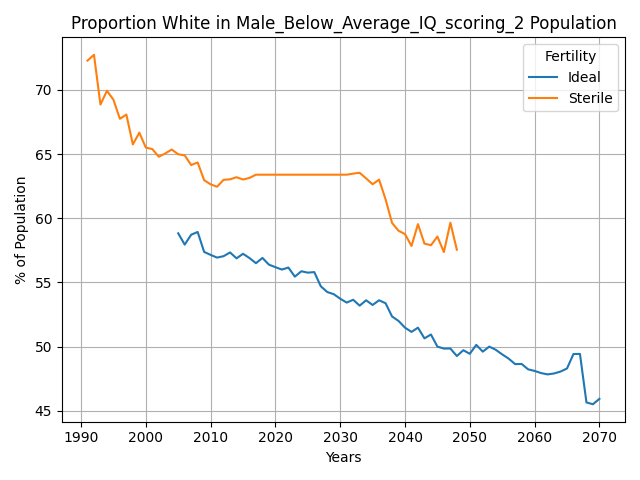 Proportion White in Male_Below_Average_IQ_scoring_2 Population
Fertility
Ideal
Sterile
% of Population
70
65
60
55
50
45
1990 2000 2010 2020 2030 2040 2050 2060 2070
Years